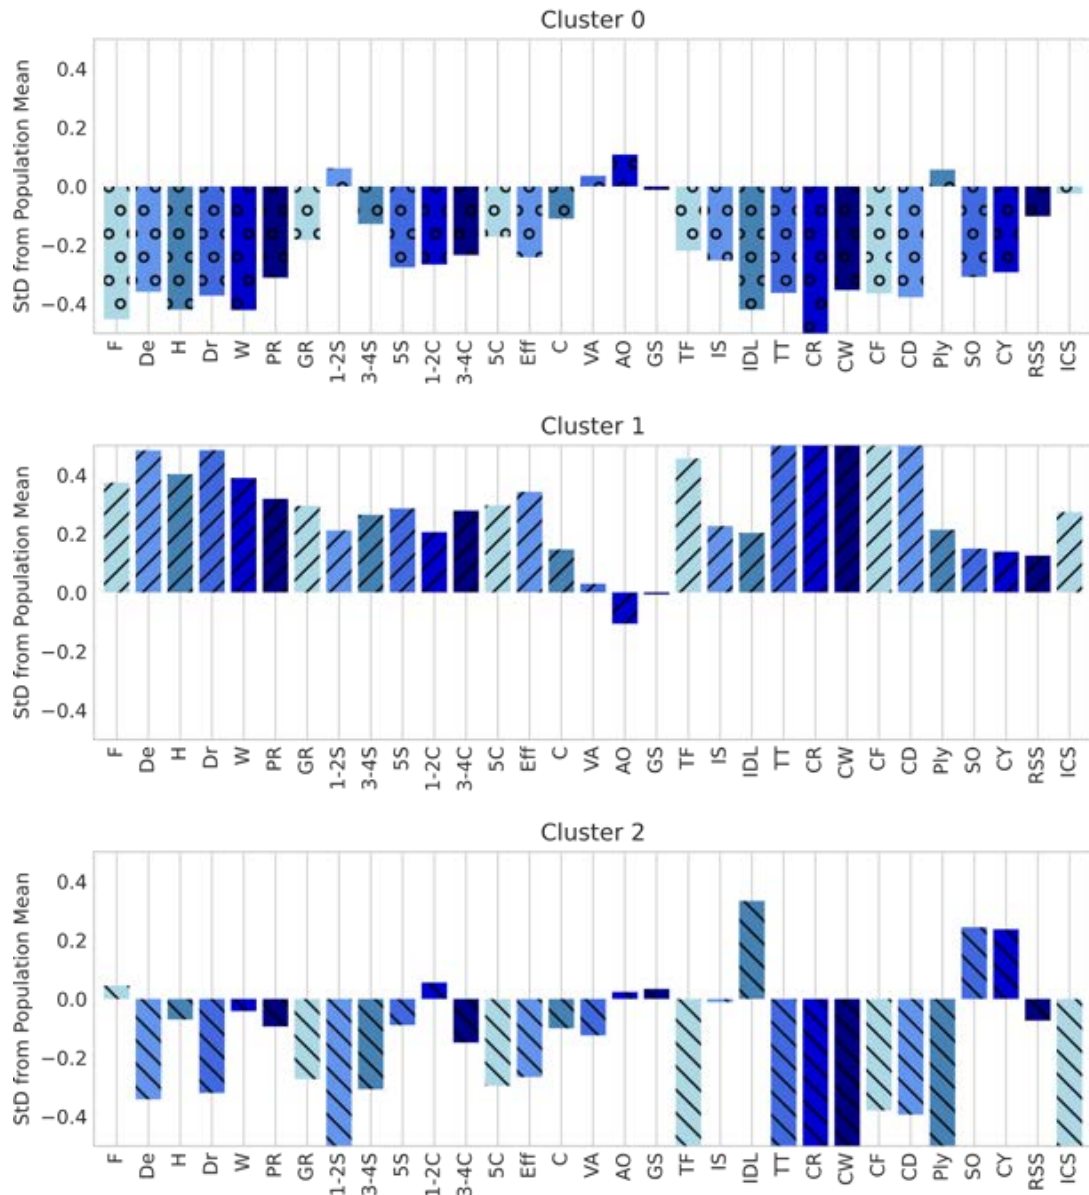 Cluster 0
StD from Population Mean
0.4
0.2
0.0
−0.2
−0.4
F De H Dr W PR GR 1-2S 3-4S 5S 1-2C 3-4C 5C Eff C VA AO GS TF IS IDL TT CR CW CF CD Ply SO CY RSS ICS
Cluster 1
StD from Population Mean
0.4
0.2
0.0
−0.2
−0.4
F De H Dr W PR GR 1-2S 3-4S 5S 1-2C 3-4C 5C Eff C VA AO GS TF IS IDL TT CR CW CF CD Ply SO CY RSS ICS
Cluster 2
StD from Population Mean
0.4
0.2
0.0
−0.2
−0.4
F De H Dr W PR GR 1-2S 3-4S 5S 1-2C 3-4C 5C Eff C VA AO GS TF IS IDL TT CR CW CF CD Ply SO CY RSS ICS